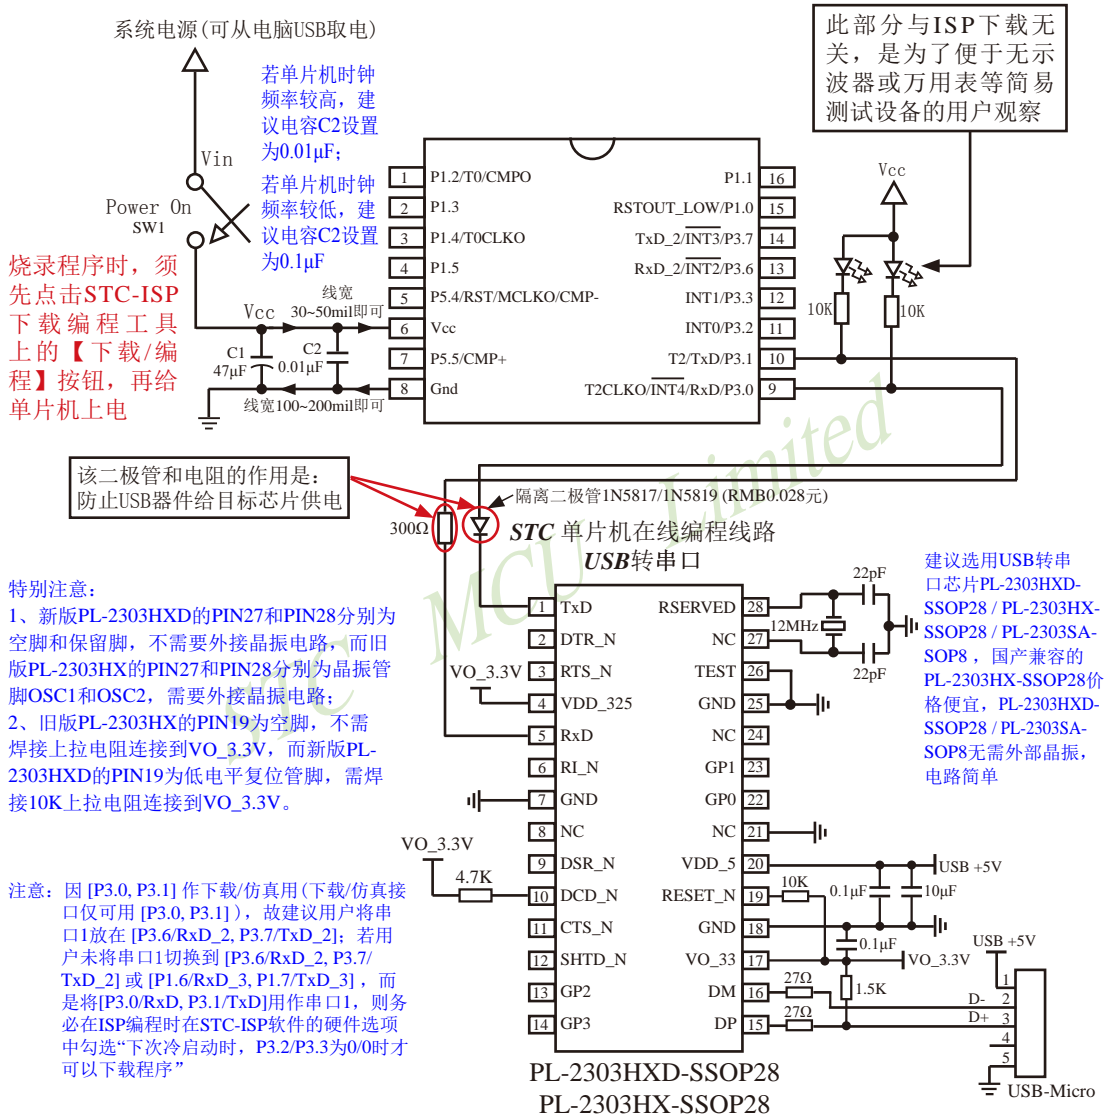 系统电源(可从电脑USB取电)
此部分与ISP下载无
关，是为了便于无示
波器或万用表等简易
测试设备的用户观察
若单片机时钟
频率较高，建
议电容C2设置
为0.01μF；
若单片机时钟
频率较低，建
议电容C2设置
为0.1μF
Vin
Power On
SW1
烧录程序时，须
先点击STC-ISP
下载编程工具
上的【下载/编
程】按钮，再给
单片机上电
Vcc
线宽
30~50mil即可
C1
47μF
C2
0.01μF
线宽100~200mil即可
1 P1.2/T0/CMPO
2 P1.3
3 P1.4/T0CLKO
4 P1.5
5 P5.4/RST/MCLKO/CMP-
6 Vcc
7 P5.5/CMP+
8 Gnd
P1.1 16
RSTOUT_LOW/P1.0 15
TxD_2/INT3/P3.7 14
RxD_2/INT2/P3.6 13
INT1/P3.3 12
INT0/P3.2 11
T2/TxD/P3.1 10
T2CLKO/INT4/RxD/P3.0 9
Vcc
10K
10K
该二极管和电阻的作用是：
防止USB器件给目标芯片供电
300Ω
隔离二极管1N5817/1N5819 (RMB0.028元)
STC 单片机在线编程线路
USB转串口
STC MCU Limited
特别注意：
1、新版PL-2303HXD的PIN27和PIN28分别为
空脚和保留脚，不需要外接晶振电路，而旧
版PL-2303HX的PIN27和PIN28分别为晶振管
脚OSC1和OSC2，需要外接晶振电路；
2、旧版PL-2303HX的PIN19为空脚，不需
焊接上拉电阻连接到VO_3.3V，而新版PL-
2303HXD的PIN19为低电平复位管脚，需焊
接10K上拉电阻连接到VO_3.3V。
建议选用USB转串
口芯片PL-2303HXD-
SSOP28 / PL-2303HX-
SSOP28 / PL-2303SA-
SOP8，国产兼容的
PL-2303HX-SSOP28价
格便宜，PL-2303HXD-
SSOP28 / PL-2303SA-
SOP8无需外部晶振，
电路简单
1 TxD
2 DTR_N
3 RTS_N
4 VDD_325
5 RxD
6 RI_N
7 GND
8 NC
9 DSR_N
10 DCD_N
11 CTS_N
12 SHTD_N
13 GP2
14 GP3
RSERVED 28
NC 27
TEST 26
GND 25
NC 24
GP1 23
GP0 22
NC 21
VDD_5 20
RESET_N 19
GND 18
VO_33 17
DM 16
DP 15
VO_3.3V
VO_3.3V
4.7K
22pF
12MHz
22pF
USB +5V
10K
0.1μF
10μF
0.1μF
VO_3.3V
27Ω
27Ω
1.5K
USB +5V
D-
D+
1
2
3
4
5
USB-Micro
注意：因 [P3.0, P3.1] 作下载/仿真用(下载/仿真接
口仅可用 [P3.0, P3.1] )，故建议用户将串
口1放在 [P3.6/RxD_2, P3.7/TxD_2]；若用
户未将串口1切换到 [P3.6/RxD_2, P3.7/
TxD_2] 或 [P1.6/RxD_3, P1.7/TxD_3] ，而
是将[P3.0/RxD, P3.1/TxD]用作串口1，则务
必在ISP编程时在STC-ISP软件的硬件选项
中勾选“下次冷启动时，P3.2/P3.3为0/0时才
可以下载程序”
PL-2303HXD-SSOP28
PL-2303HX-SSOP28